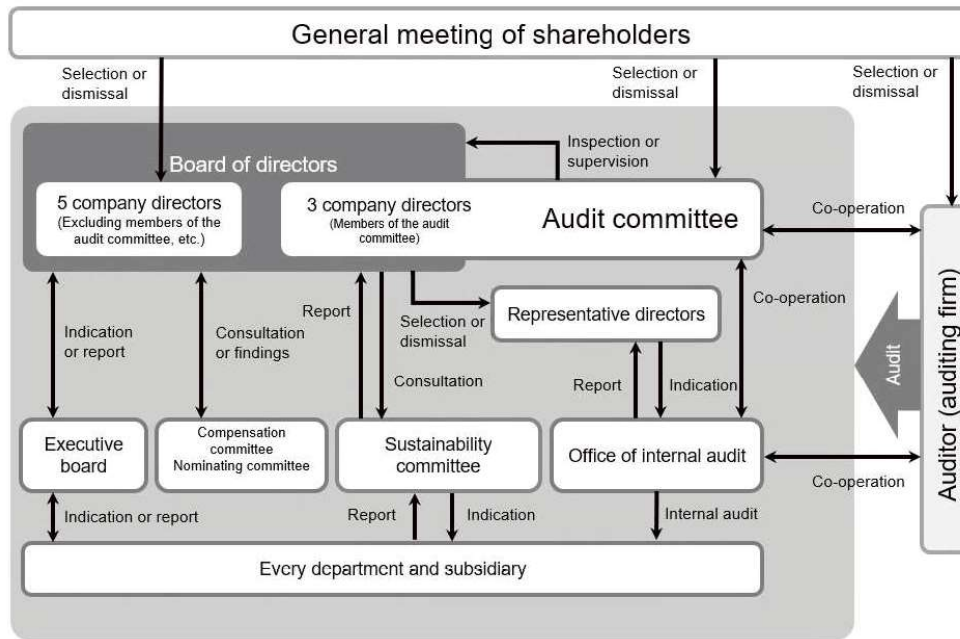 General meeting of shareholders
Selection or
dismissal
Selection or
dismissal
Selection or
dismissal
Board of directors
Inspection or
supervision
5 company directors
(Excluding members of the
audit committee, etc.)
3 company directors
(Members of the audit
committee)
Audit committee
Co-operation
Auditor (auditing firm)
Audit
Indication
or report
Consultation
or findings
Report
Selection or
dismissal
Consultation
Representative directors
Co-operation
Report
Indication
Executive
board
Compensation
committee
Nominating committee
Sustainability
committee
Office of internal audit
Co-operation
Indication or report
Report
Indication
Internal audit
Every department and subsidiary